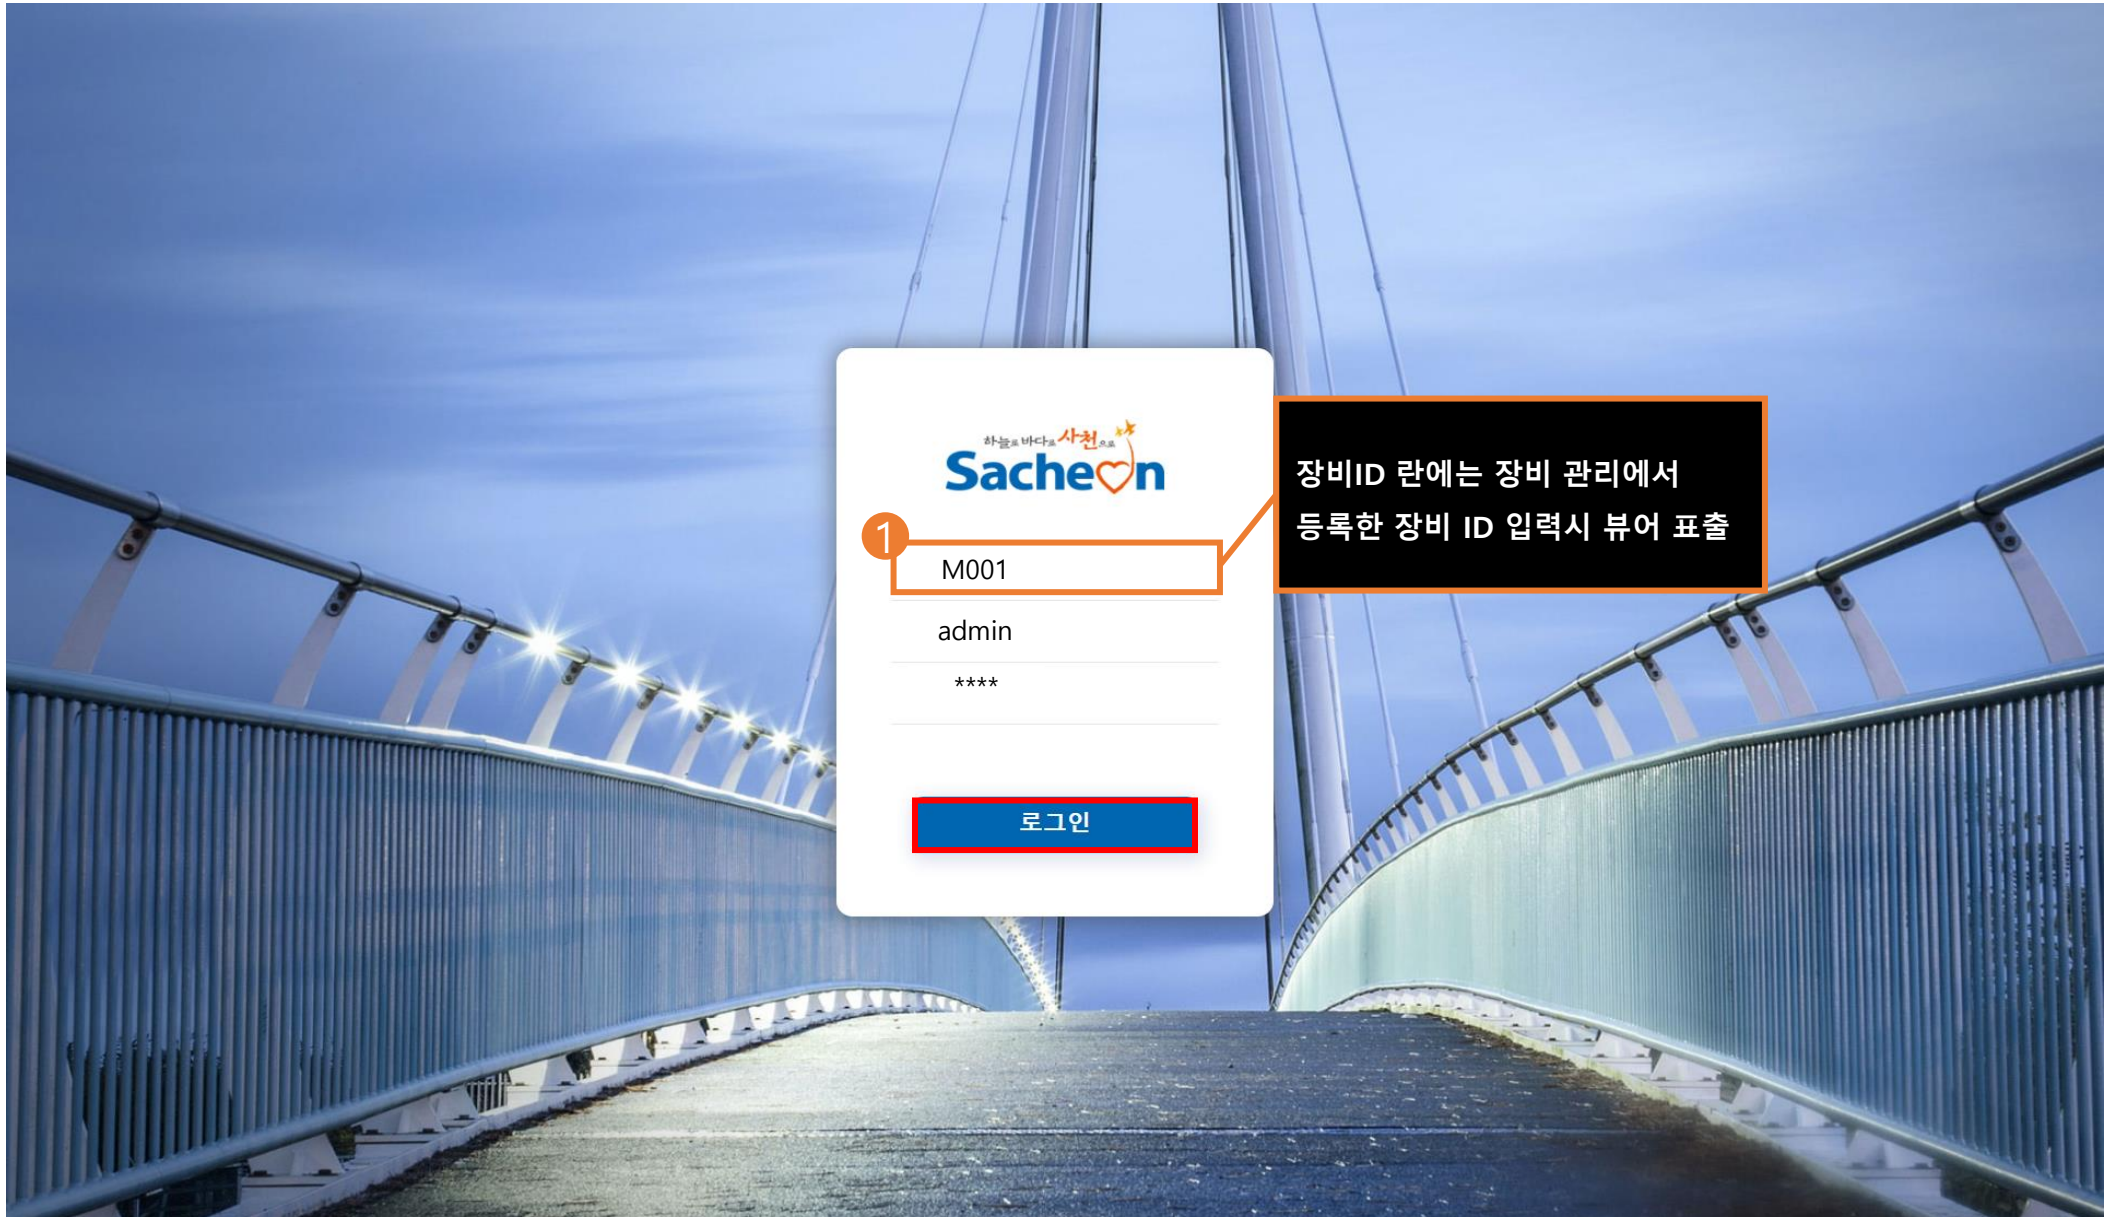 하늘로 바다로 사천으로
Sacheon
1
M001
admin
****
로그인
장비ID 란에는 장비 관리에서
등록한 장비 ID 입력시 뷰어 표출